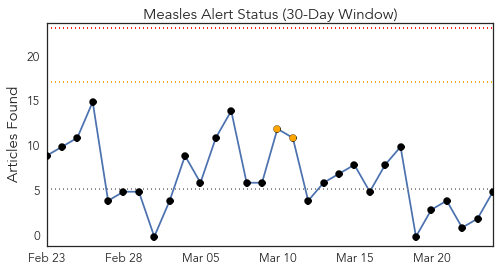 Measles Alert Status (30-Day Window)
Articles Found
20
15
10
5
0
Feb 23 Feb 28 Mar 05 Mar 10 Mar 15 Mar 20